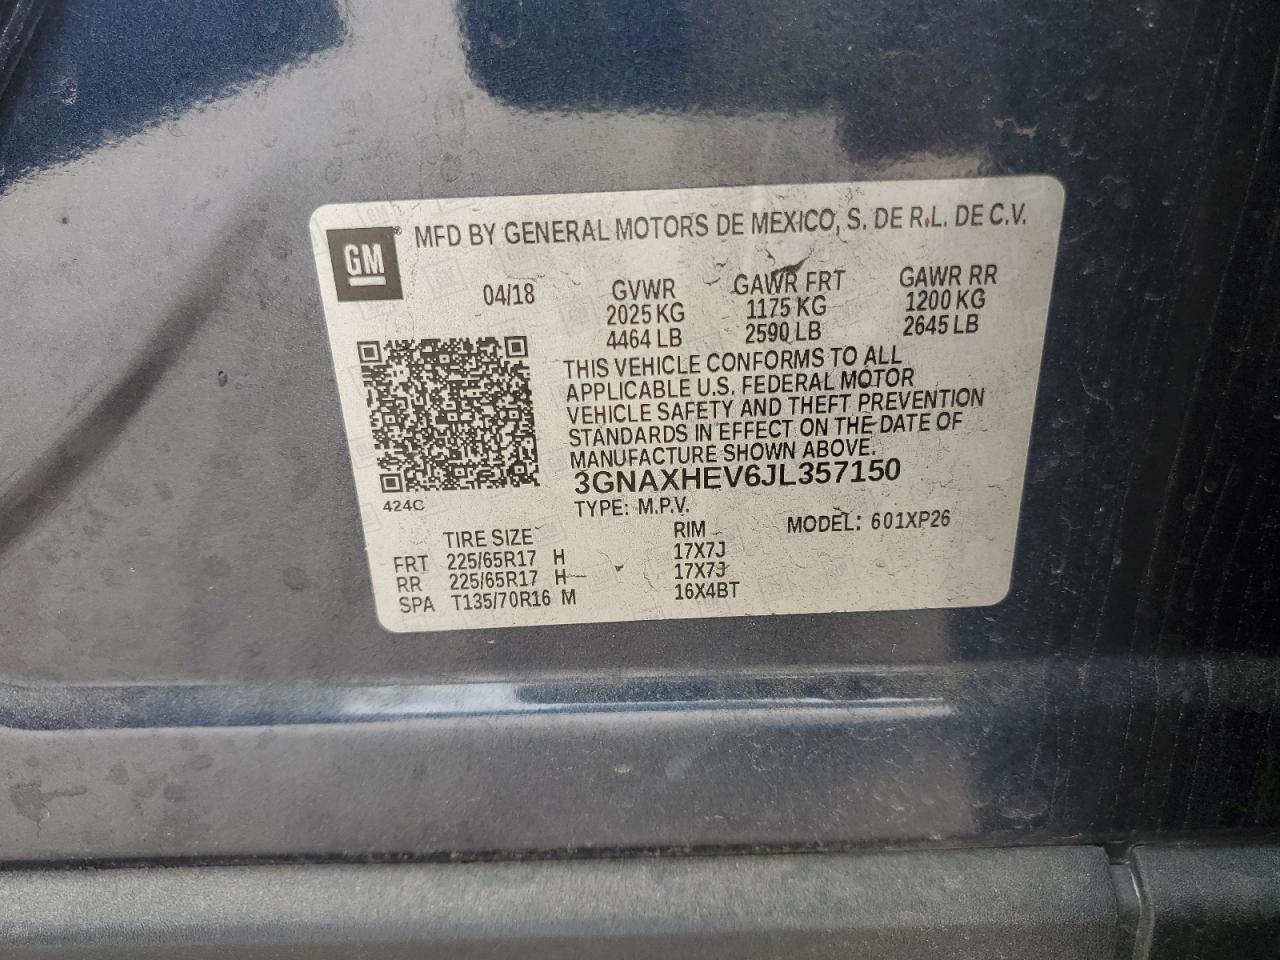 GM
MFD BY GENERAL MOTORS DE MEXICO, S. DE R.L. DE C.V.
04/18 GVWR GAWR FRT GAWR RR
2025 KG 1175 KG 1200 KG
4464 LB 2590 LB 2645 LB
THIS VEHICLE CONFORMS TO ALL
APPLICABLE U.S. FEDERAL MOTOR
VEHICLE SAFETY AND THEFT PREVENTION
STANDARDS IN EFFECT ON THE DATE OF
MANUFACTURE SHOWN ABOVE.
3GNAXHEV6JL357150
424C
TYPE: M.P.V. MODEL: 601XP26
TIRE SIZE RIM
FRT 225/65R17 H 17X7J
RR 225/65R17 H 17X7J
SPA T135/70R16 M 16X4BT